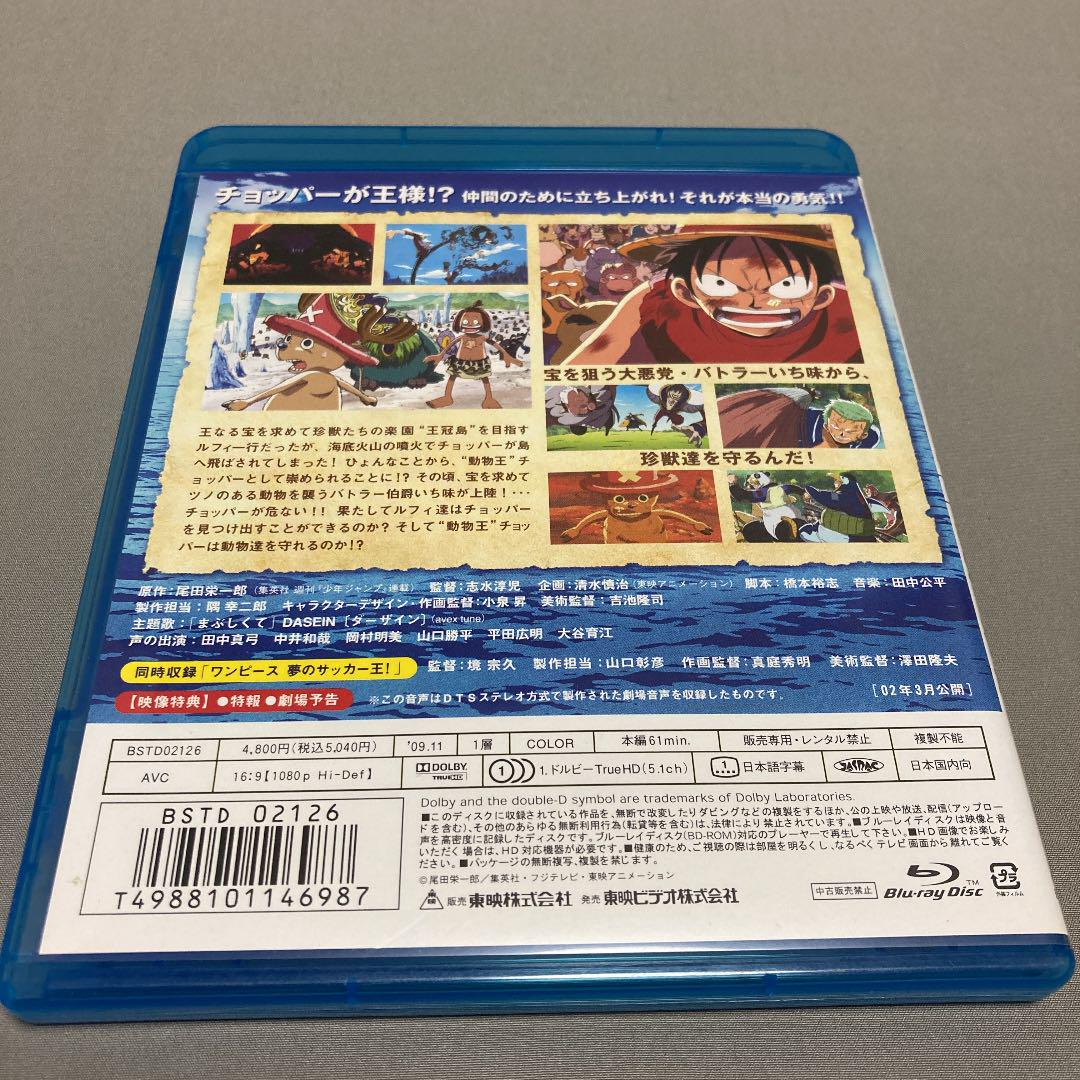 チョッパーが王様!? 仲間のために立ち上がれ!それが本当の勇気!!
宝を狙う大悪党・バトラーいち味から、
珍獣達を守るんだ!
王なる宝を求めて珍獣たちの楽園“王冠島”を目指す
ルフィ一行だったが、海底火山の噴火でチョッパーが島
へ飛ばされてしまった! ひょんなことから、“動物王”チ
ョッパーとして崇められることに!? その頃、宝を求めて
ツノのある動物を襲うバトラー伯爵いち味が上陸!・・・
チョッパーが危ない!! 果たしてルフィ達はチョッパー
を見つけ出すことができるのか? そして“動物王”チョッ
パーは動物達を守れるのか!?
原作:尾田栄一郎(集英社 週刊「少年ジャンプ」連載) 監督:志水淳児 企画:清水慎治(東映アニメーション) 脚本:橋本裕志 音楽:田中公平
製作担当:隅 幸二郎 キャラクターデザイン・作画監督:小泉 昇 美術監督:吉池隆司
主題歌:「まぶしくて」DASEIN〔ダーザイン〕(avex tune)
声の出演:田中真弓 中井和哉 岡村明美 山口勝平 平田広明 大谷育江
同時収録「ワンピース 夢のサッカー王!」 監督:境 宗久 製作担当:山口彰彦 作画監督:真庭秀明 美術監督:澤田隆夫
【映像特典】●特報 ●劇場予告 ※この音声はDTSステレオ方式で製作された劇場音声を収録したものです。 [02年3月公開]
BSTD02126 4,800円(税込5,040円) '09.11 1層 COLOR 本編61min. 販売専用・レンタル禁止 複製不能
AVC 16:9【1080p Hi-Def】 DOLBY TRUEHD 1 1.ドルビーTrueHD(5.1ch) 1 日本語字幕 JASRAC 日本国内向
BSTD 02126
T4988101146987
Dolby and the double-D symbol are trademarks of Dolby Laboratories.
■このディスクに収録されている作品を、無断で改変したりダビングなどの複製をするほか、公の上映や放送、配信(アップロー
ドを含む)、その他のあらゆる無断利用行為(転貸等を含む)は、法律により禁止されています。■ブルーレイディスクは映像と音
声を高密度に記録したディスクです。ブルーレイディスク(BD-ROM)対応のプレーヤーで再生して下さい。■HD画像でお楽しみ
いただく場合は、HD対応機器が必要です。■健康のため、ご視聴の際は部屋を明るくし、なるべくテレビ画面から離れてご覧く
ださい。■パッケージの無断複写、複製を禁じます。
©尾田栄一郎/集英社・フジテレビ・東映アニメーション
販売 東映株式会社 発売 東映ビデオ株式会社
中古販売禁止
Blu-ray Disc TM
プラ
外装フィルム